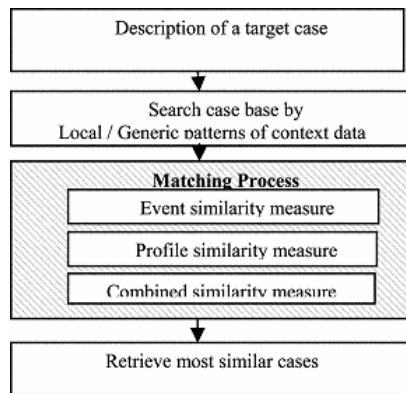 Description of a target case
Search case base by
Local / Generic patterns of context data
Matching Process
Event similarity measure
Profile similarity measure
Combined similarity measure
Retrieve most similar cases